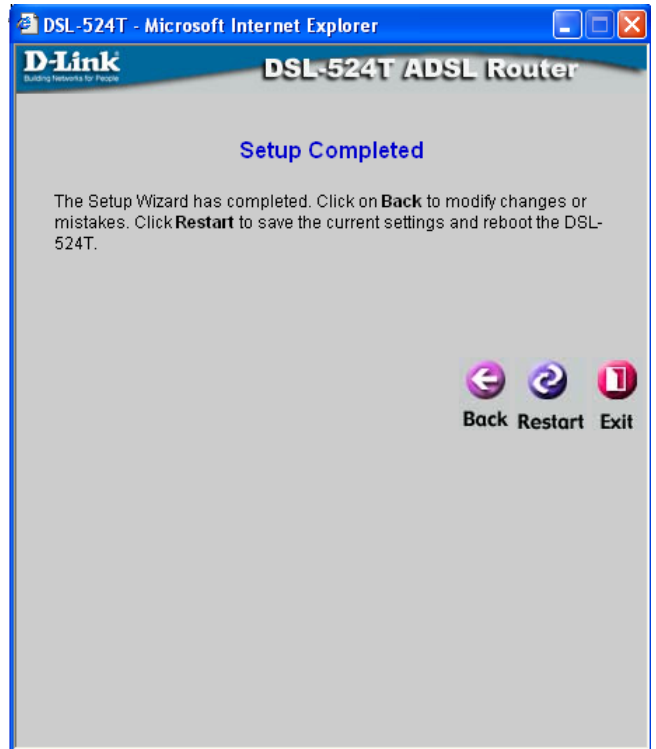 DSL-524T - Microsoft Internet Explorer
D-Link
Building Networks for People
DSL-524T ADSL Router
Setup Completed
The Setup Wizard has completed. Click on Back to modify changes or
mistakes. Click Restart to save the current settings and reboot the DSL-
524T.
Back Restart Exit